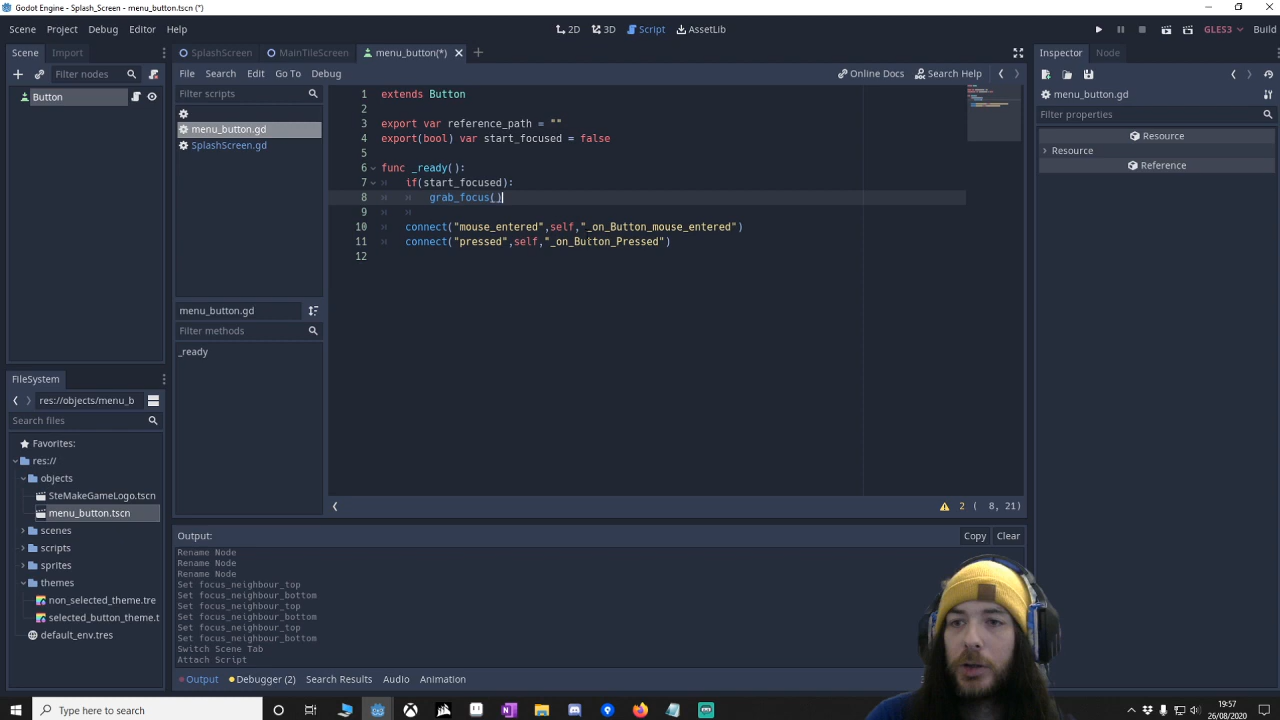 Godot Engine - Splash_Screen - menu_button.tscn (*)
Scene Project Debug Editor Help
2D 3D Script AssetLib
GLES3 Build
Scene Import
SplashScreen MainTileScreen menu_button(*)
Inspector Node
Filter nodes
File Search Edit Go To Debug
Online Docs Search Help
Button
Filter scripts
menu_button.gd
SplashScreen.gd
menu_button.gd
Filter methods
_ready
1 extends Button
2
3 export var reference_path = ""
4 export(bool) var start_focused = false
5
6 func _ready():
7 if(start_focused):
8 grab_focus()
9
10 connect("mouse_entered",self,"_on_Button_mouse_entered")
11 connect("pressed",self,"_on_Button_Pressed")
12
2 ( 8, 21)
menu_button.gd
Filter properties
Resource
Resource
Reference
FileSystem
res://objects/menu_b
Search files
Favorites:
res://
objects
SteMakeGameLogo.tscn
menu_button.tscn
scenes
scripts
sprites
themes
non_selected_theme.tre
selected_button_theme.t
default_env.tres
Output:
Copy Clear
Rename Node
Rename Node
Rename Node
Set focus_neighbour_top
Set focus_neighbour_bottom
Set focus_neighbour_top
Set focus_neighbour_bottom
Set focus_neighbour_top
Set focus_neighbour_bottom
Switch Scene Tab
Attach Script
Output Debugger (2) Search Results Audio Animation
Type here to search
19:57
26/08/2020